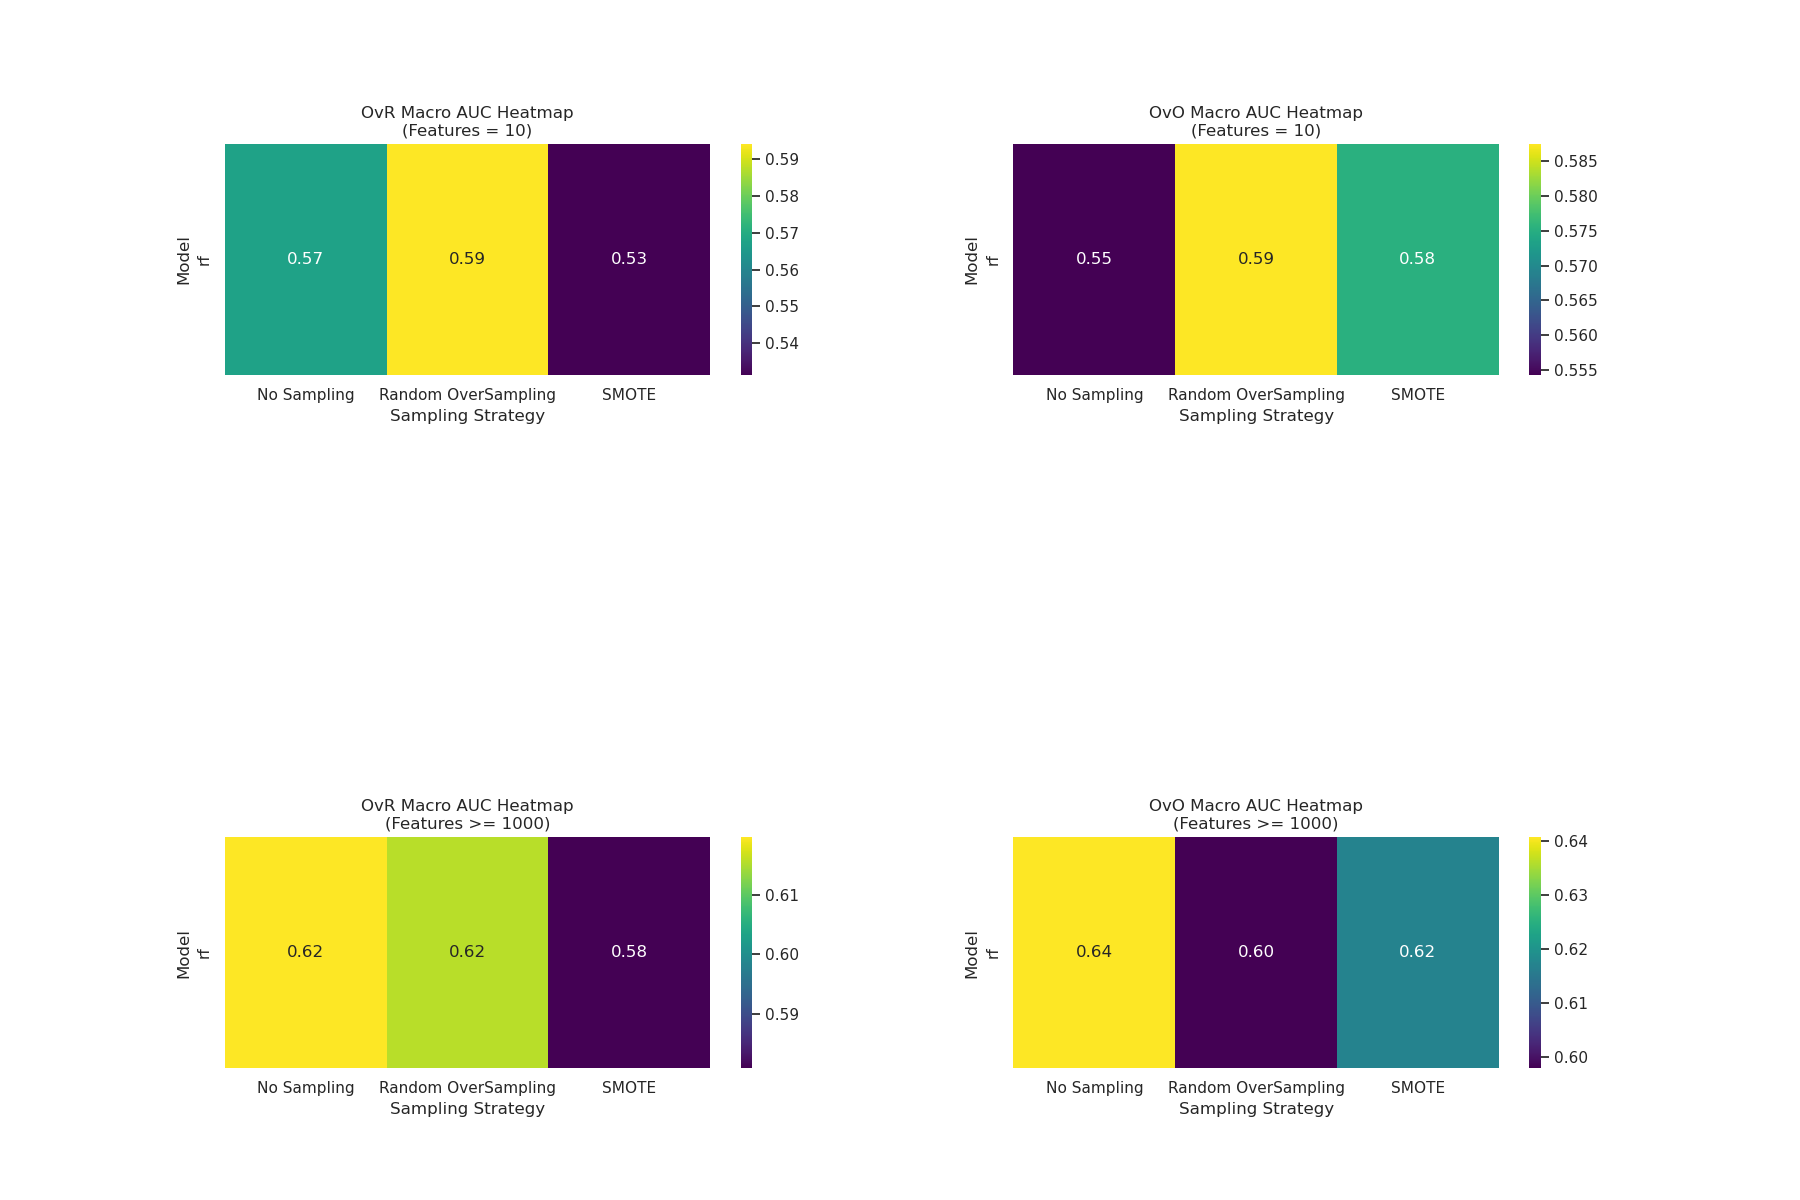 OvR Macro AUC Heatmap
(Features = 10)
Model
rf
0.57
0.59
0.53
No Sampling
Random OverSampling
SMOTE
Sampling Strategy
0.59
0.58
0.57
0.56
0.55
0.54
OvO Macro AUC Heatmap
(Features = 10)
Model
rf
0.55
0.59
0.58
No Sampling
Random OverSampling
SMOTE
Sampling Strategy
0.585
0.580
0.575
0.570
0.565
0.560
0.555
OvR Macro AUC Heatmap
(Features >= 1000)
Model
rf
0.62
0.62
0.58
No Sampling
Random OverSampling
SMOTE
Sampling Strategy
0.61
0.60
0.59
OvO Macro AUC Heatmap
(Features >= 1000)
Model
rf
0.64
0.60
0.62
No Sampling
Random OverSampling
SMOTE
Sampling Strategy
0.64
0.63
0.62
0.61
0.60